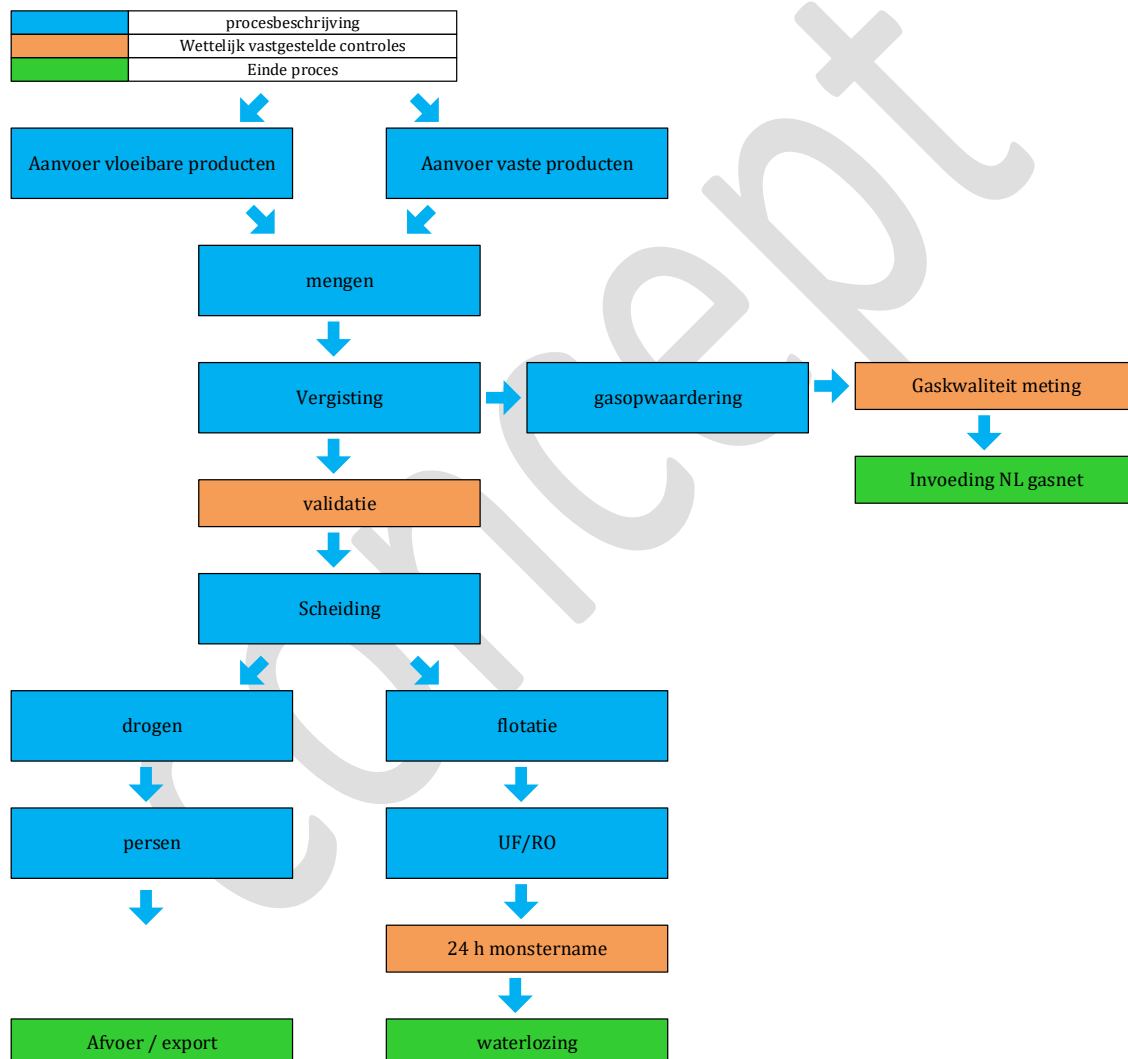 procesbeschrijving
Wettelijk vastgestelde controles
Einde proces
Aanvoer vloeibare producten
Aanvoer vaste producten
mengen
Vergisting
gasopwaardering
Gaskwaliteit meting
Invoeding NL gasnet
validatie
Scheiding
drogen
flotatie
persen
UF/RO
24 h monstername
Afvoer / export
waterlozing
concept